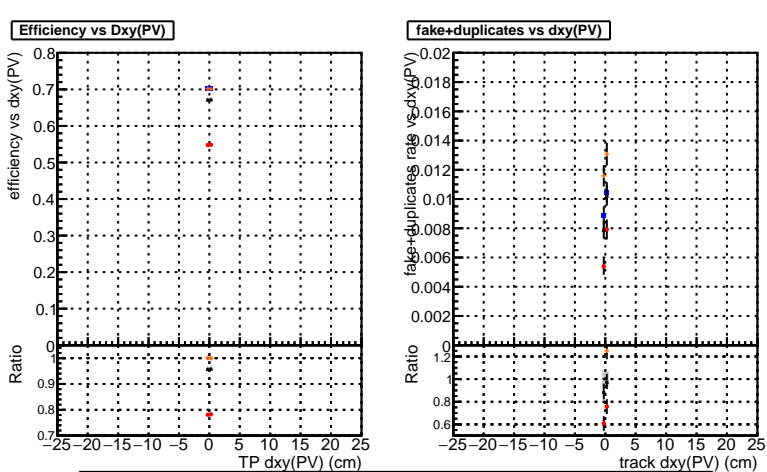 Efficiency vs Dxy(PV)
efficiency vs dxy(PV)
0.8
0.7
0.6
0.5
0.4
0.3
0.2
0.1
0
Ratio
1
0.9
0.8
0.7
−25 −20 −15 −10 −5 0 5 10 15 20 25
TP dxy(PV) (cm)
fake+duplicates vs dxy(PV)
fake+duplicates rate vs dxy(PV)
0.02
0.018
0.016
0.014
0.012
0.01
0.008
0.006
0.004
0.002
0
Ratio
1.2
1
0.8
0.6
−25 −20 −15 −10 −5 0 5 10 15 20 25
track dxy(PV) (cm)